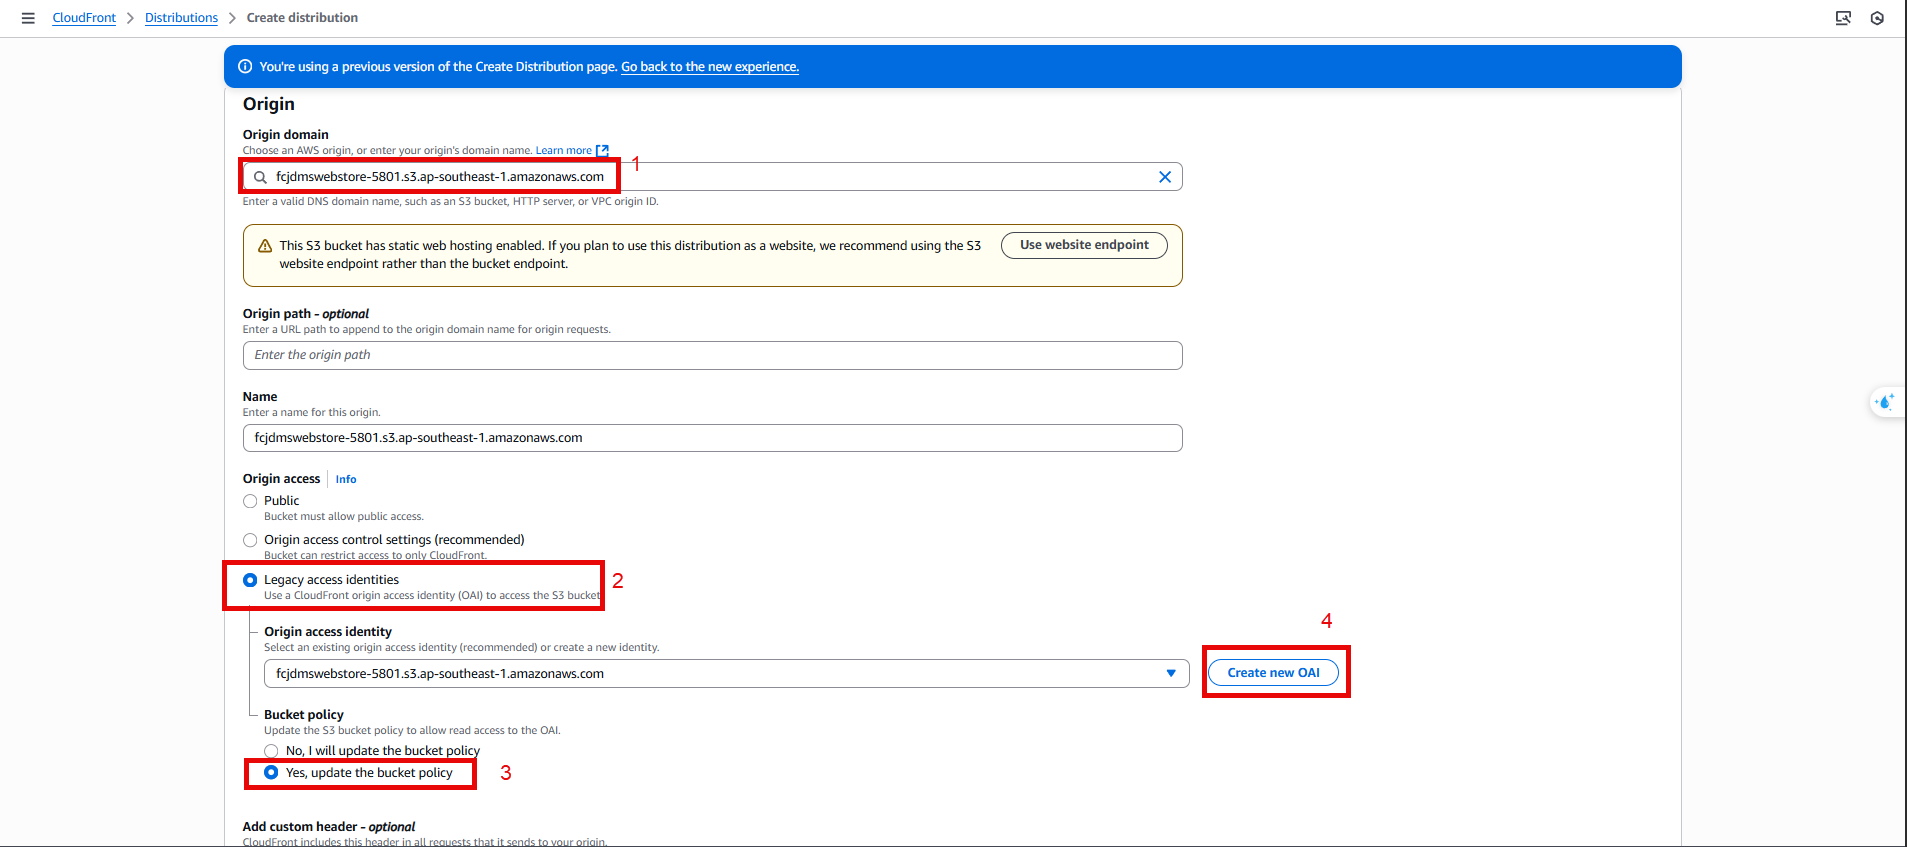 CloudFront > Distributions > Create distribution
You're using a previous version of the Create Distribution page. Go back to the new experience.
Origin
Origin domain
Choose an AWS origin, or enter your origin's domain name. Learn more
1
fcjdmswebstore-5801.s3.ap-southeast-1.amazonaws.com
Enter a valid DNS domain name, such as an S3 bucket, HTTP server, or VPC origin ID.
This S3 bucket has static web hosting enabled. If you plan to use this distribution as a website, we recommend using the S3
website endpoint rather than the bucket endpoint.
Use website endpoint
Origin path - optional
Enter a URL path to append to the origin domain name for origin requests.
Enter the origin path
Name
Enter a name for this origin.
fcjdmswebstore-5801.s3.ap-southeast-1.amazonaws.com
Origin access Info
Public
Bucket must allow public access.
Origin access control settings (recommended)
Bucket can restrict access to only CloudFront.
Legacy access identities
2
Use a CloudFront origin access identity (OAI) to access the S3 bucket
4
Origin access identity
Select an existing origin access identity (recommended) or create a new identity.
fcjdmswebstore-5801.s3.ap-southeast-1.amazonaws.com
Create new OAI
Bucket policy
Update the S3 bucket policy to allow read access to the OAI.
No, I will update the bucket policy
Yes, update the bucket policy
3
Add custom header - optional
CloudFront includes this header in all requests that it sends to your origin.